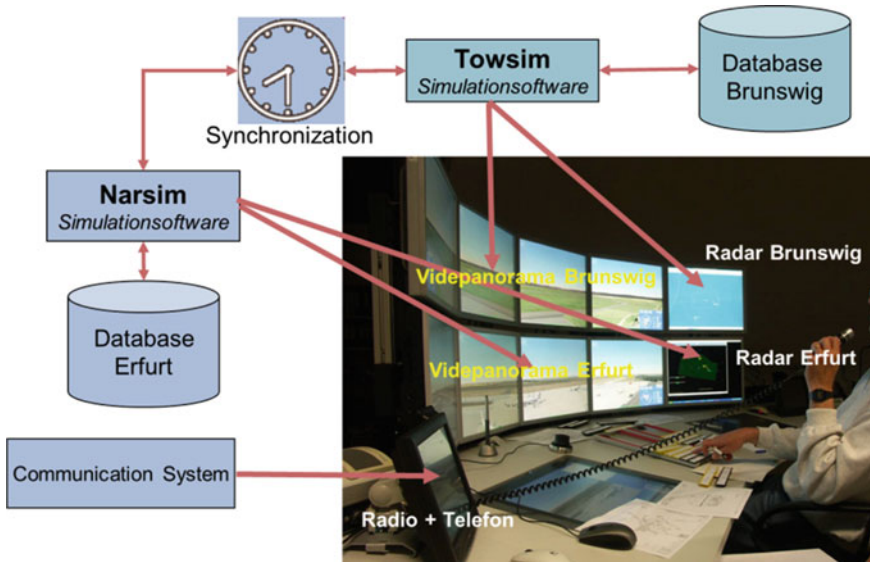 Towsim
Simulationsoftware
Database
Brunswig
Synchronization
Narsim
Simulationsoftware
Radar Brunswig
Videpanorama Brunswig
Database
Erfurt
Radar Erfurt
Videpanorama Erfurt
Communication System
Radio + Telefon